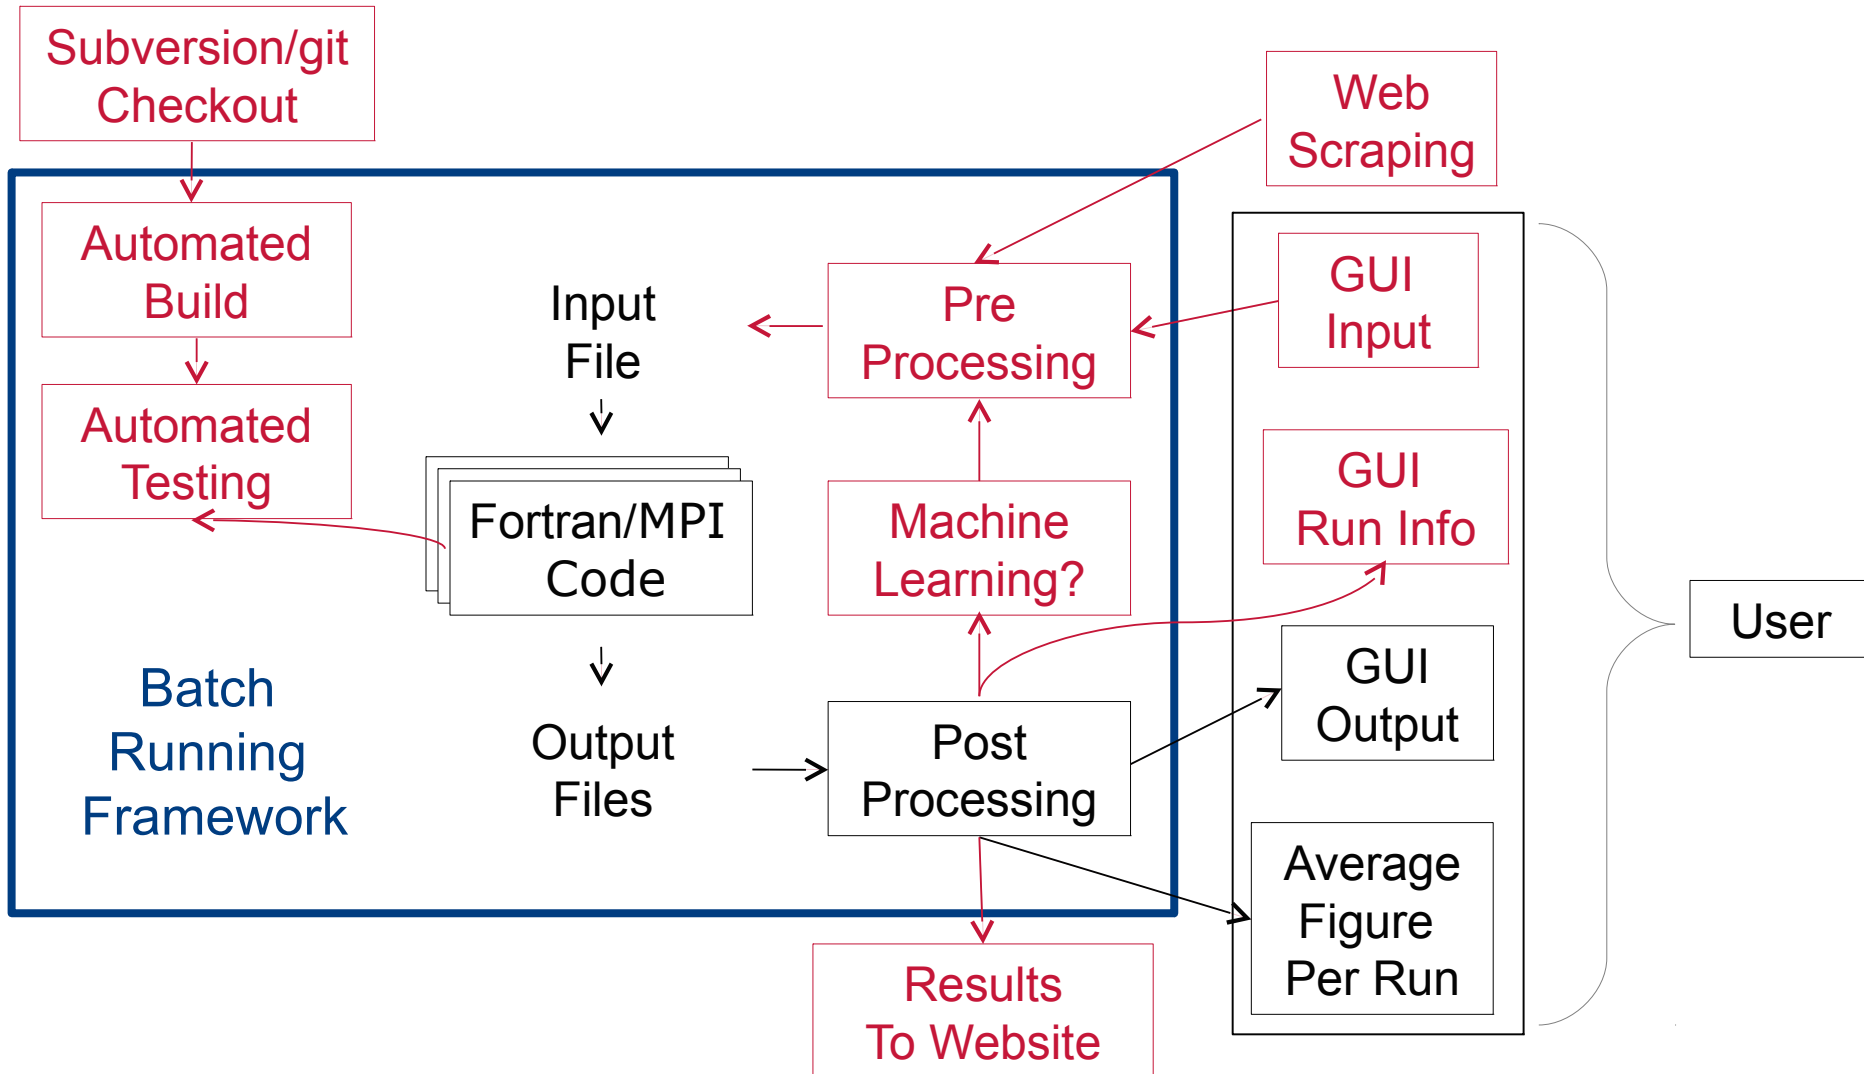 Subversion/git
Checkout
Web
Scraping
Automated
Build
Input
File
Pre
Processing
GUI
Input
Automated
Testing
Fortran/MPI
Code
Machine
Learning?
GUI
Run Info
User
Batch
Running
Framework
Output
Files
Post
Processing
GUI
Output
Average
Figure
Per Run
Results
To Website